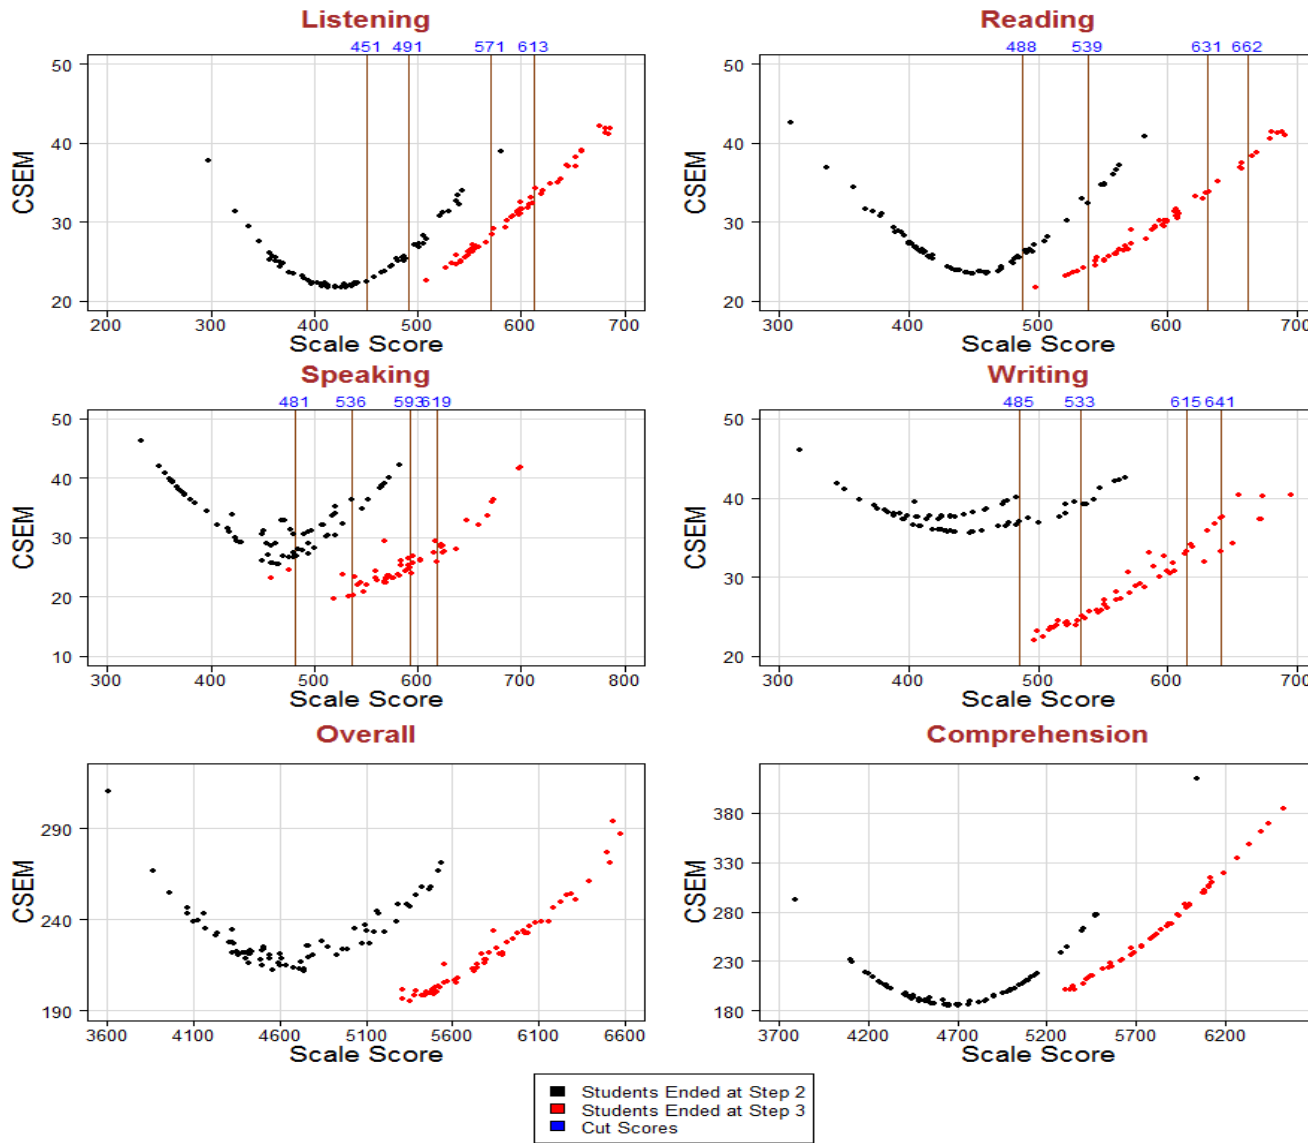 Listening
451 491 571 613
50
40
30
20
CSEM
200 300 400 500 600 700
Scale Score
Reading
488 539 631 662
50
40
30
20
CSEM
300 400 500 600 700
Scale Score
Speaking
481 536 593 619
50
40
30
20
10
CSEM
300 400 500 600 700 800
Scale Score
Writing
485 533 615 641
50
40
30
20
CSEM
300 400 500 600 700
Scale Score
Overall
290
240
190
CSEM
3600 4100 4600 5100 5600 6100 6600
Scale Score
Comprehension
380
330
280
230
180
CSEM
3700 4200 4700 5200 5700 6200
Scale Score
Students Ended at Step 2
Students Ended at Step 3
Cut Scores